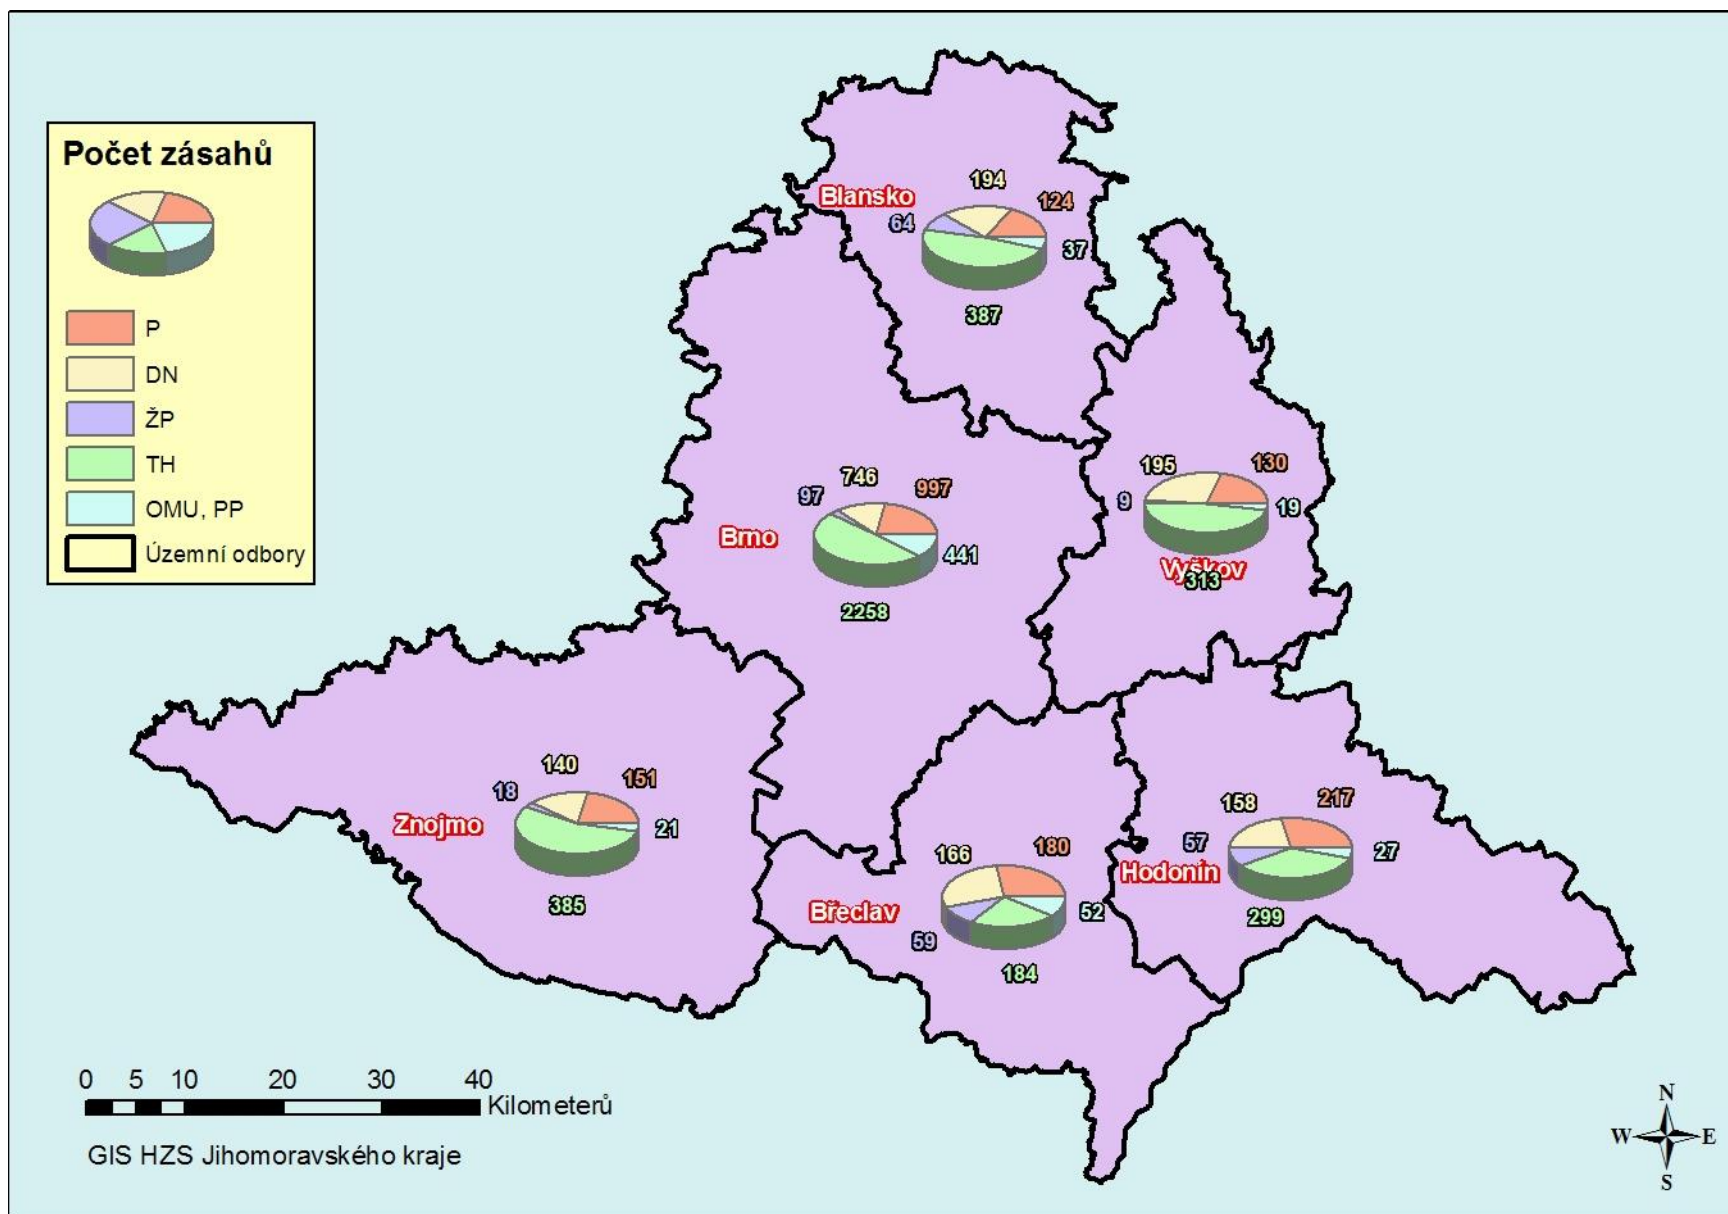 Počet zásahů
P
DN
ŽP
TH
OMU, PP
Územní odbory
Blansko
194
124
64
37
387
195
130
9
19
Vyškov
313
746
997
97
Brno
441
2258
140
151
18
Znojmo
21
385
166
180
Břeclav
52
59
184
158
217
57
27
Hodonín
299
0 5 10 20 30 40
Kilometerů
GIS HZS Jihomoravského kraje
N
W E
S